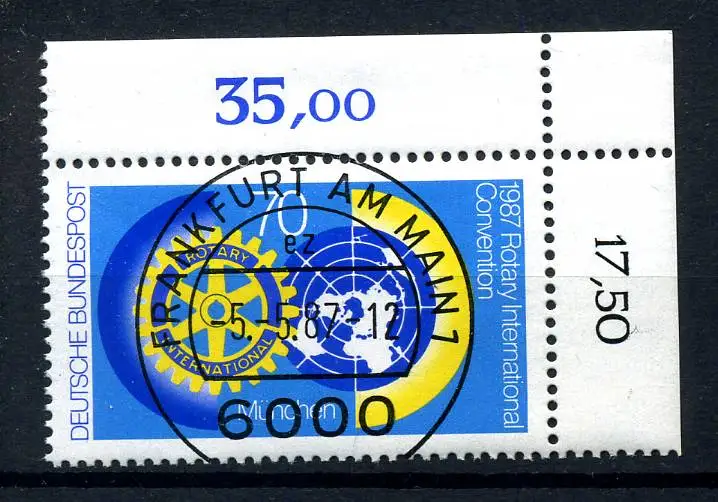 35,00
17,50
DEUTSCHE BUNDESPOST
70
1987 Rotary International
Convention
ROTARY
INTERNATIONAL
München
FRANKFURT AM MAIN 1
ez
-5.-5.87-12
6000